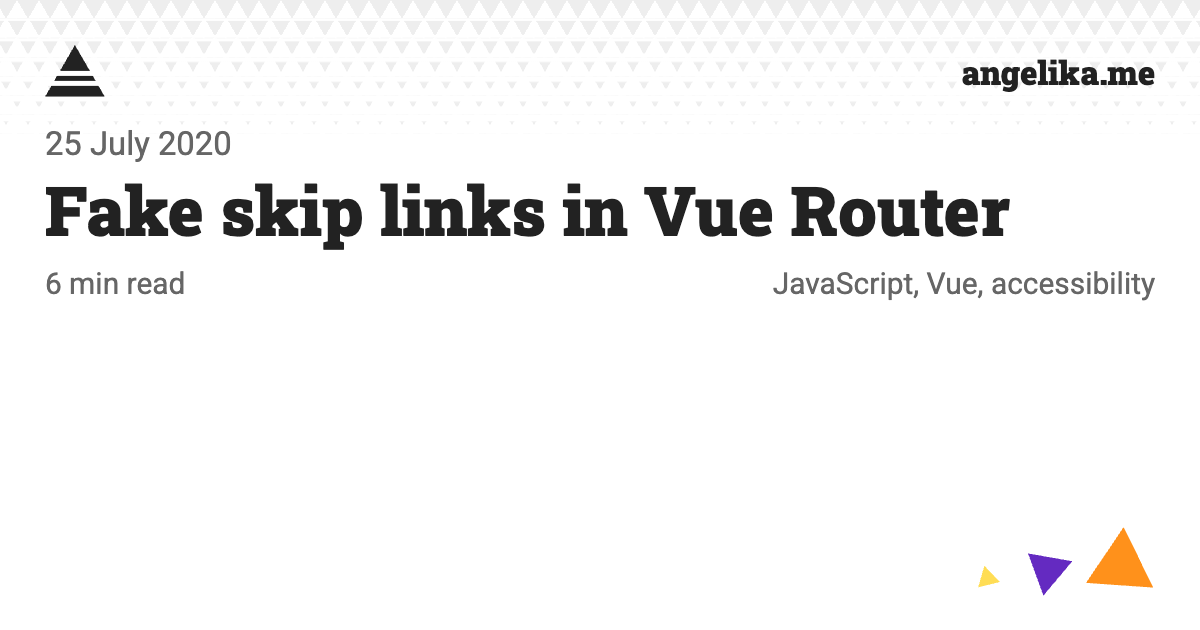 angelika.me
25 July 2020
Fake skip links in Vue Router
6 min read
JavaScript, Vue, accessibility